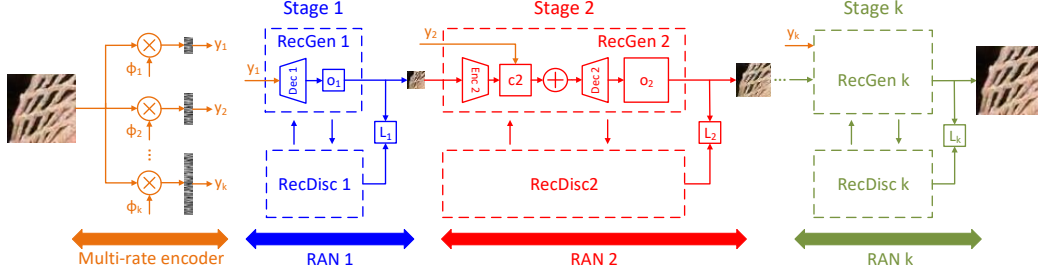 Stage 1
Stage 2
Stage k
y1
ϕ1
y2
ϕ2
...
yk
ϕk
Multi-rate encoder
RecGen 1
y1
Dec 1
o1
L1
RecDisc 1
RAN 1
y2
RecGen 2
Enc 2
c2
Dec 2
o2
L2
RecDisc2
RAN 2
yk
RecGen k
Lk
RecDisc k
RAN k